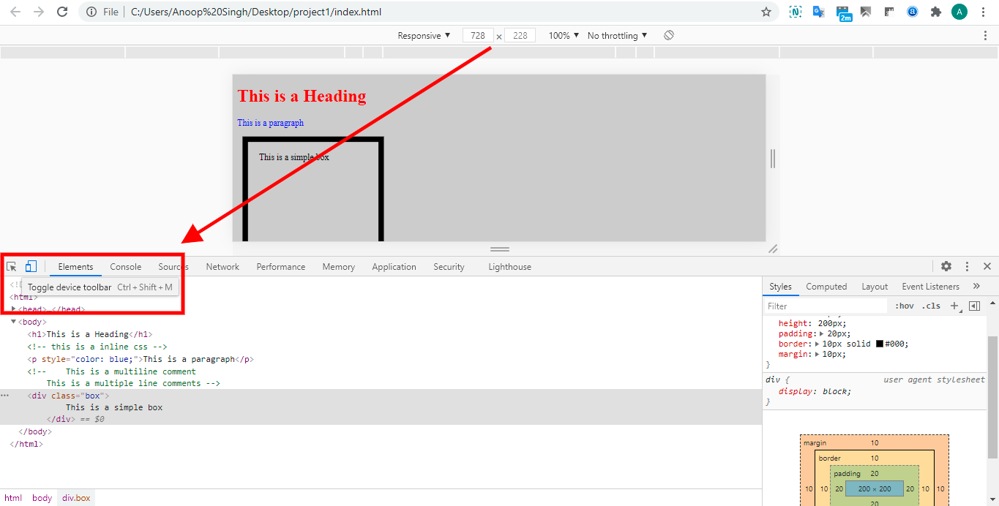 File C:/Users/Anoop%20Singh/Desktop/project1/index.html
2m
A
Responsive ▼ 728 × 228 100% ▼ No throttling ▼
This is a Heading
This is a paragraph
This is a simple box
Elements Console Sources Network Performance Memory Application Security Lighthouse
Toggle device toolbar Ctrl + Shift + M
<html>
▶<head>…</head>
▼<body>
<h1>This is a Heading</h1>
<!-- this is a inline css -->
<p style="color: blue;">This is a paragraph</p>
<!-- This is a multiline comment
This is a multiple line comments -->
<div class="box">
This is a simple box
</div> == $0
</body>
</html>
html body div.box
Styles Computed Layout Event Listeners »
Filter :hov .cls +
height: 200px;
padding:▶ 20px;
border:▶ 10px solid #000;
margin:▶ 10px;
}
div { user agent stylesheet
display: block;
}
margin 10
border 10
padding 20
10 10 20 200 × 200 20 10 10
20